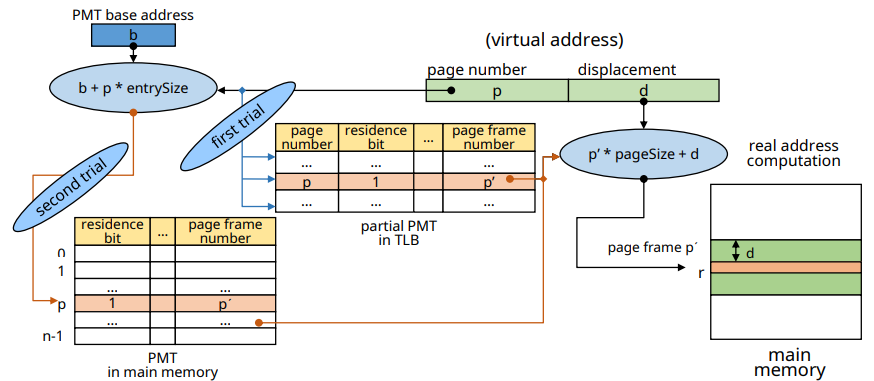 PMT base address
b
(virtual address)
page number
displacement
p
d
b + p * entrySize
first trial
page number
residence bit
...
page frame number
...
...
p
1
p’
...
...
partial PMT
in TLB
p’ * pageSize + d
real address
computation
second trial
residence bit
...
page frame number
0
1
...
...
p
1
p´
...
...
n-1
PMT
in main memory
page frame p´
d
r
main
memory